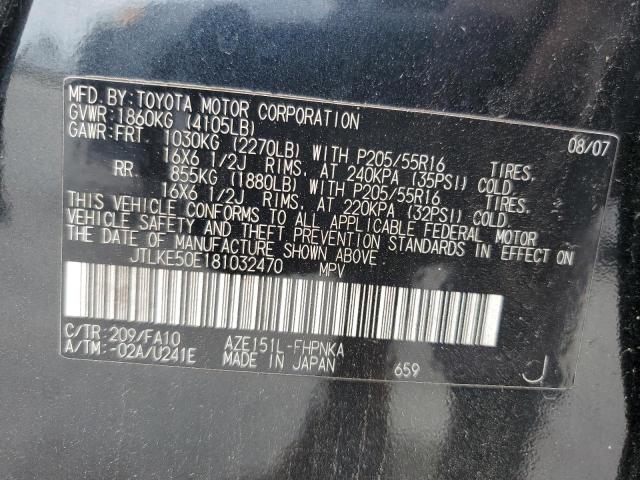 MFD. BY: TOYOTA MOTOR CORPORATION 08/07
GVWR: 1860KG (4105LB)
GAWR: FRT 1030KG (2270LB) WITH P205/55R16 TIRES,
16X6 1/2J RIMS, AT 240KPA (35PSI) COLD
RR. 855KG (1880LB) WITH P205/55R16 TIRES,
16X6 1/2J RIMS, AT 220KPA (32PSI) COLD.
THIS VEHICLE CONFORMS TO ALL APPLICABLE FEDERAL MOTOR
VEHICLE SAFETY AND THEFT PREVENTION STANDARDS IN EFFECT ON
THE DATE OF MANUFACTURE SHOWN ABOVE.
JTLKE50E181032470 MPV
C/TR: 209/FA10 AZE151L-FHPNKA
A/TM: -02A/U241E MADE IN JAPAN 659 J